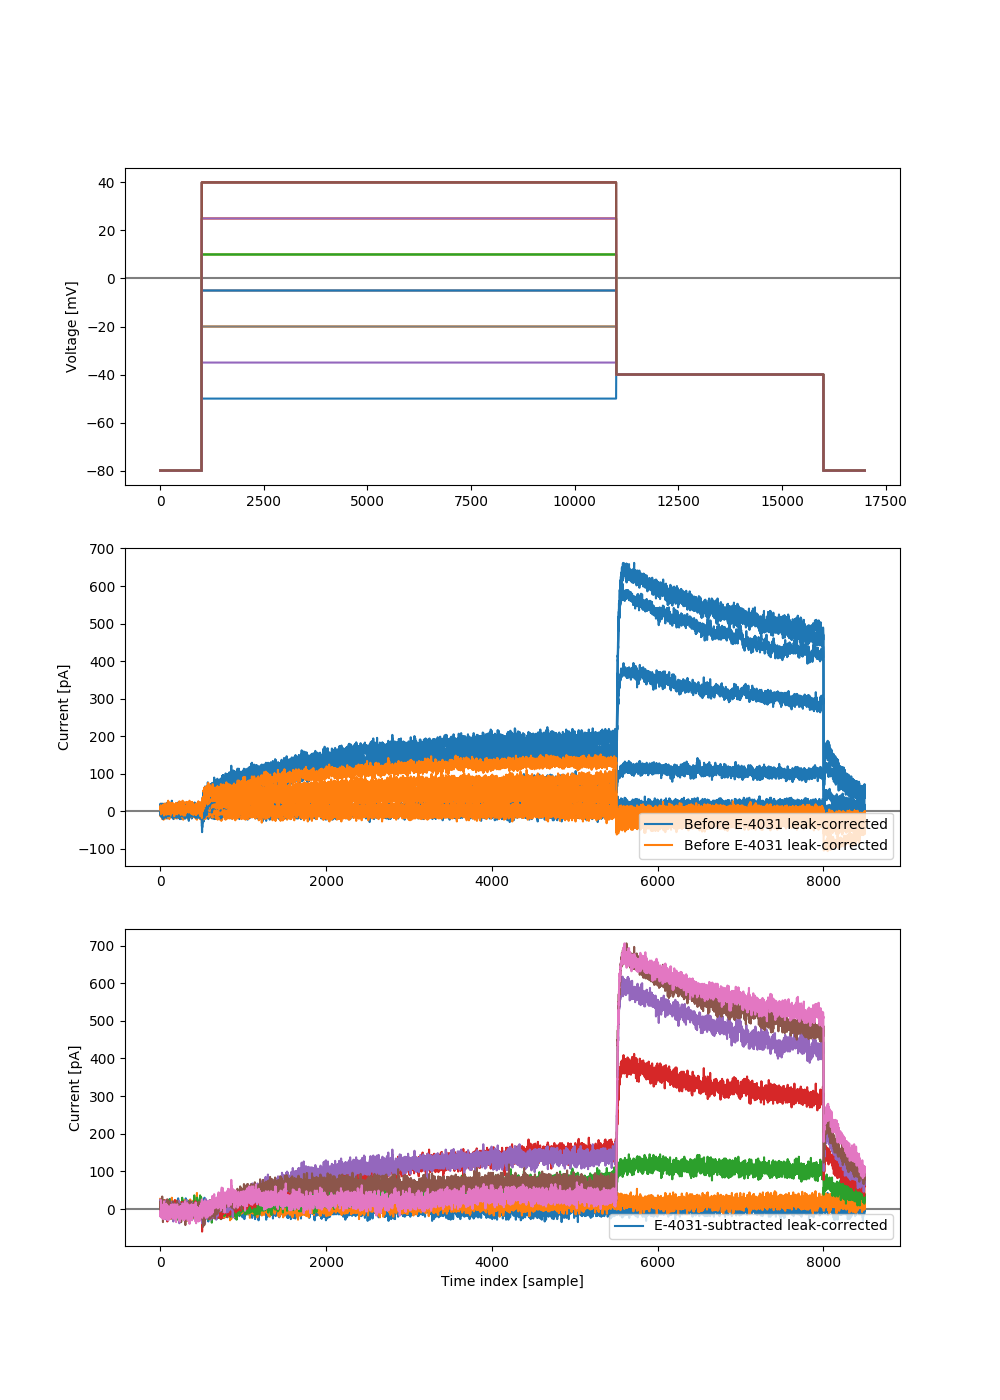 40
20
0
−20
−40
−60
−80
Voltage [mV]
0 2500 5000 7500 10000 12500 15000 17500
700
600
500
400
300
200
100
0
−100
Current [pA]
Before E-4031 leak-corrected
Before E-4031 leak-corrected
0 2000 4000 6000 8000
700
600
500
400
300
200
100
0
Current [pA]
E-4031-subtracted leak-corrected
0 2000 4000 6000 8000
Time index [sample]